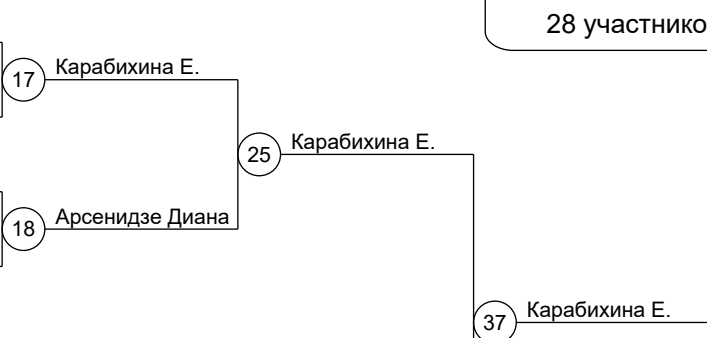 28 участнико
17
Карабихина Е.
25
Карабихина Е.
18
Арсенидзе Диана
37
Карабихина Е.